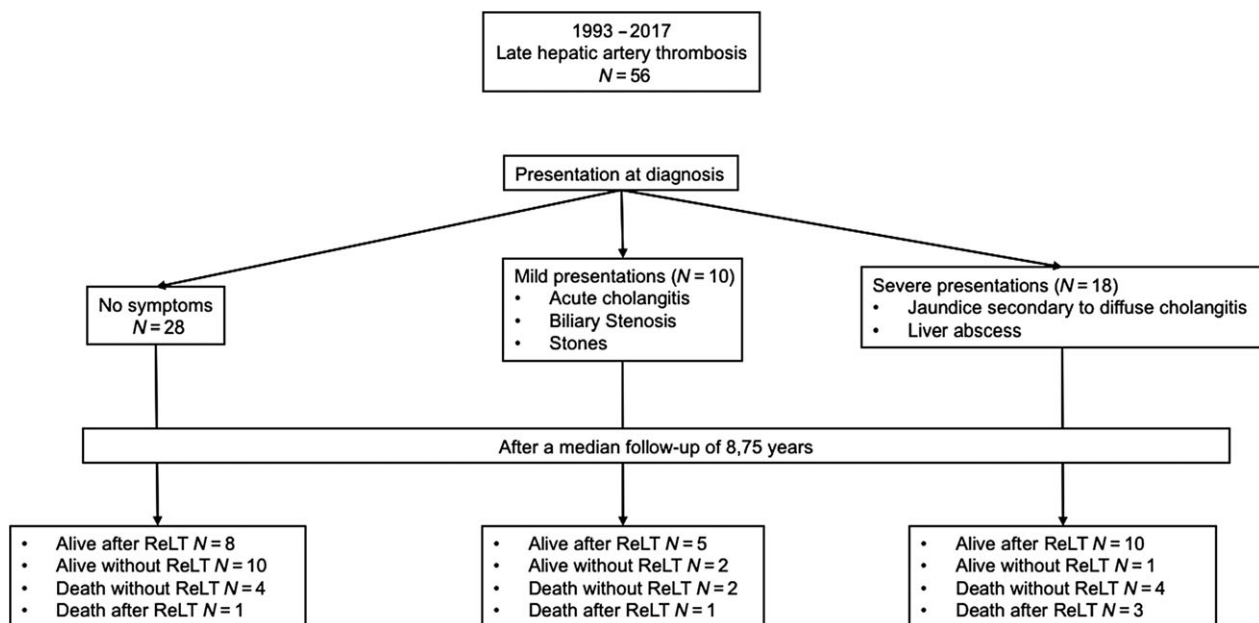 1993 – 2017
Late hepatic artery thrombosis
N = 56
Presentation at diagnosis
No symptoms
N = 28
Mild presentations (N = 10)
• Acute cholangitis
• Biliary Stenosis
• Stones
Severe presentations (N = 18)
• Jaundice secondary to diffuse cholangitis
• Liver abscess
After a median follow-up of 8,75 years
• Alive after ReLT N = 8
• Alive without ReLT N = 10
• Death without ReLT N = 4
• Death after ReLT N = 1
• Alive after ReLT N = 5
• Alive without ReLT N = 2
• Death without ReLT N = 2
• Death after ReLT N = 1
• Alive after ReLT N = 10
• Alive without ReLT N = 1
• Death without ReLT N = 4
• Death after ReLT N = 3